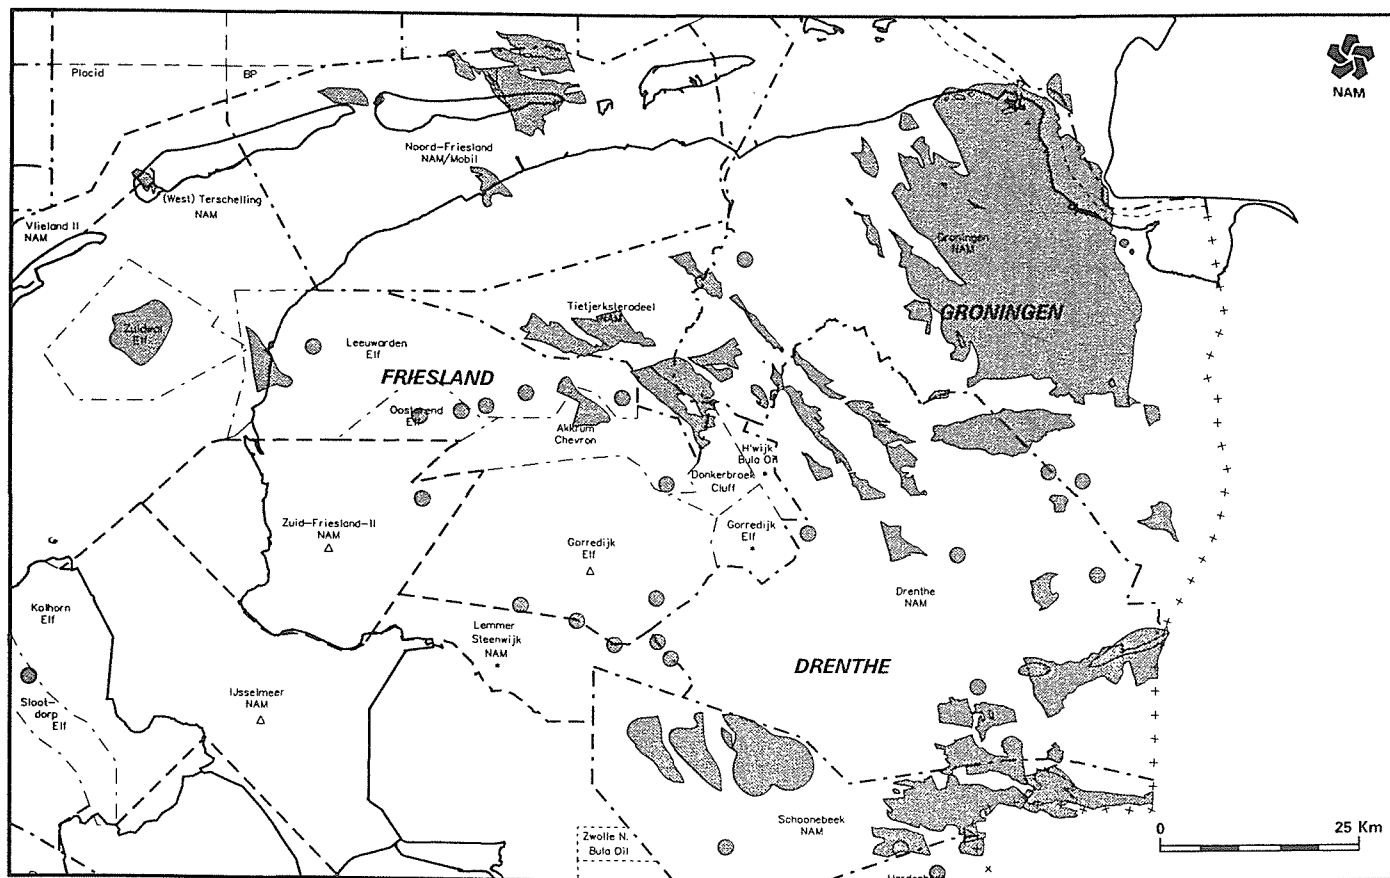 Placid
BP
NAM
Noord-Friesland
NAM/Mobil
(West) Terschelling
NAM
Vlieland II
NAM
Groningen
NAM
Zuidwal
Elf
Tietjerksteradeel
NAM
GRONINGEN
Leeuwarden
Elf
FRIESLAND
Oosterend
Elf
Akkrum
Chevron
H'wijk
Bula Oil
Donkerbroek
Cluff
Zuid-Friesland-II
NAM
Gorredijk
Elf
Gorredijk
Elf
Drenthe
NAM
Kolhorn
Elf
Lemmer
Steenwijk
NAM
DRENTHE
Sloot-
dorp
Elf
IJsselmeer
NAM
Schoonebeek
NAM
Zwolle N.
Bula Oil
0 25 Km